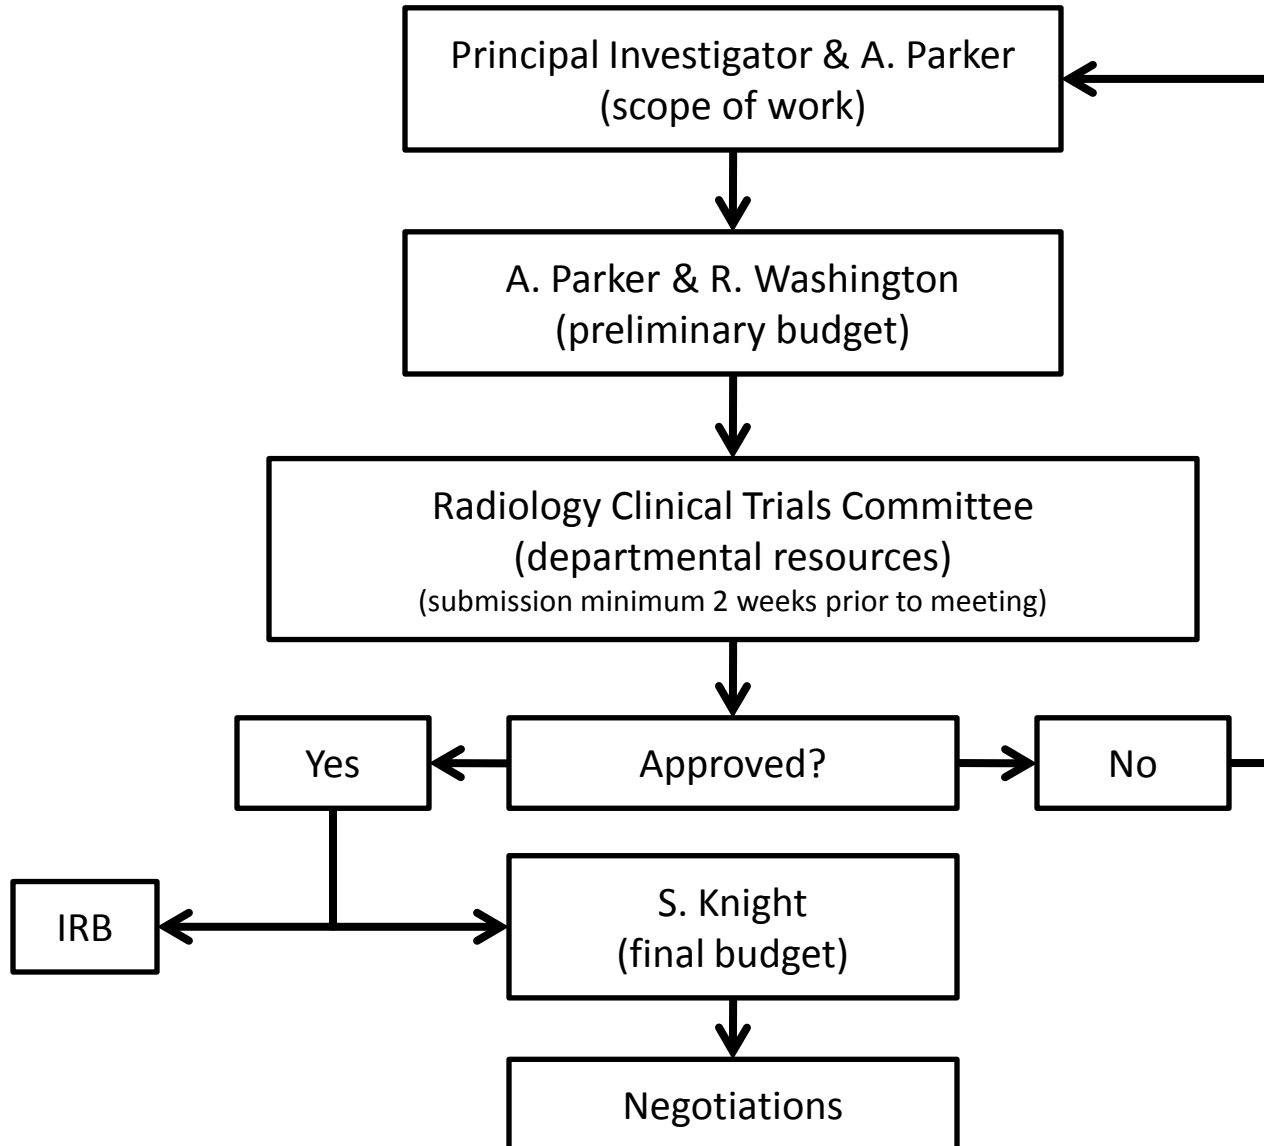 Principal Investigator & A. Parker
(scope of work)
A. Parker & R. Washington
(preliminary budget)
Radiology Clinical Trials Committee
(departmental resources)
(submission minimum 2 weeks prior to meeting)
Yes
Approved?
No
IRB
S. Knight
(final budget)
Negotiations